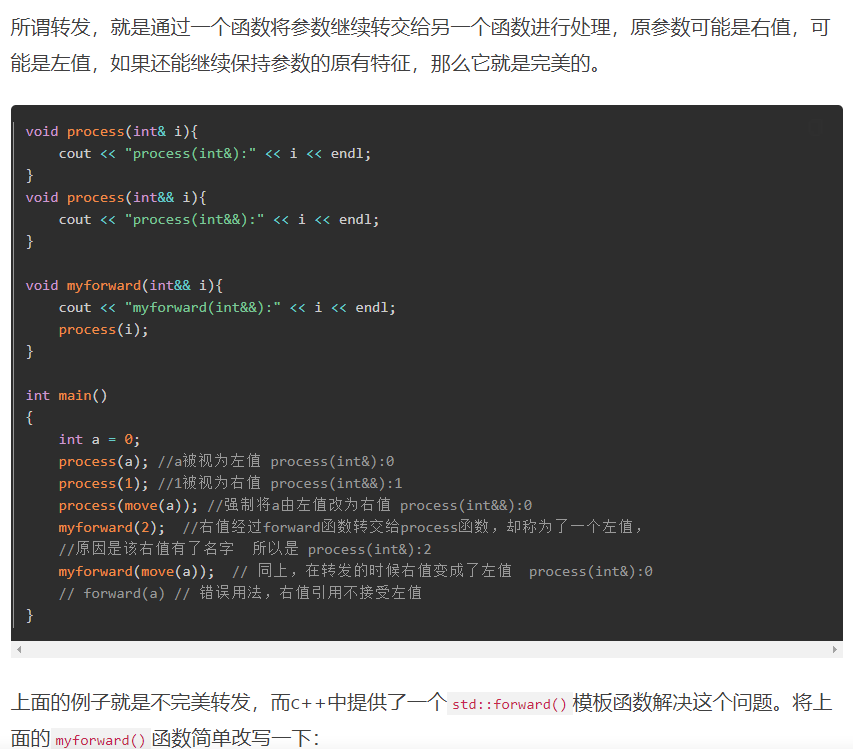 所谓转发，就是通过一个函数将参数继续转交给另一个函数进行处理，原参数可能是右值，可
能是左值，如果还能继续保持参数的原有特征，那么它就是完美的。
void process(int& i){
    cout << "process(int&):" << i << endl;
}
void process(int&& i){
    cout << "process(int&&):" << i << endl;
}

void myforward(int&& i){
    cout << "myforward(int&&):" << i << endl;
    process(i);
}

int main()
{
    int a = 0;
    process(a); //a被视为左值 process(int&):0
    process(1); //1被视为右值 process(int&&):1
    process(move(a)); //强制将a由左值改为右值 process(int&&):0
    myforward(2);  //右值经过forward函数转交给process函数，却称为了一个左值，
    //原因是该右值有了名字  所以是 process(int&):2
    myforward(move(a));  // 同上，在转发的时候右值变成了左值  process(int&):0
    // forward(a) // 错误用法，右值引用不接受左值
}
上面的例子就是不完美转发，而c++中提供了一个 std::forward() 模板函数解决这个问题。将上
面的 myforward() 函数简单改写一下：